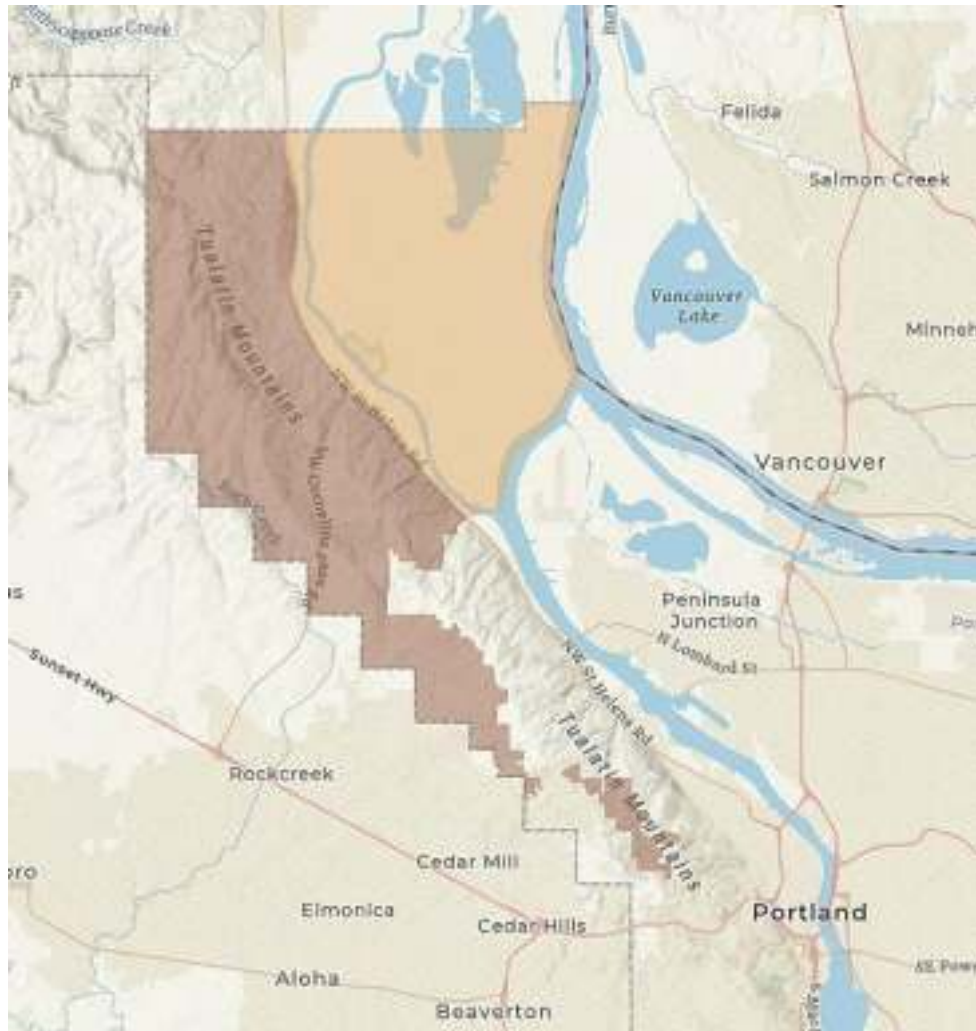 Felida
Salmon Creek
Tualatin Mountains
Vancouver
Lake
Minneh
Vancouver
Peninsula
Junction
N Lombard St
Sunset Hwy
NW St Helens Rd
Tualatin Mountains
Rockcreek
oro
Cedar Mill
Elmonica
Portland
Cedar Hills
Aloha
Beaverton